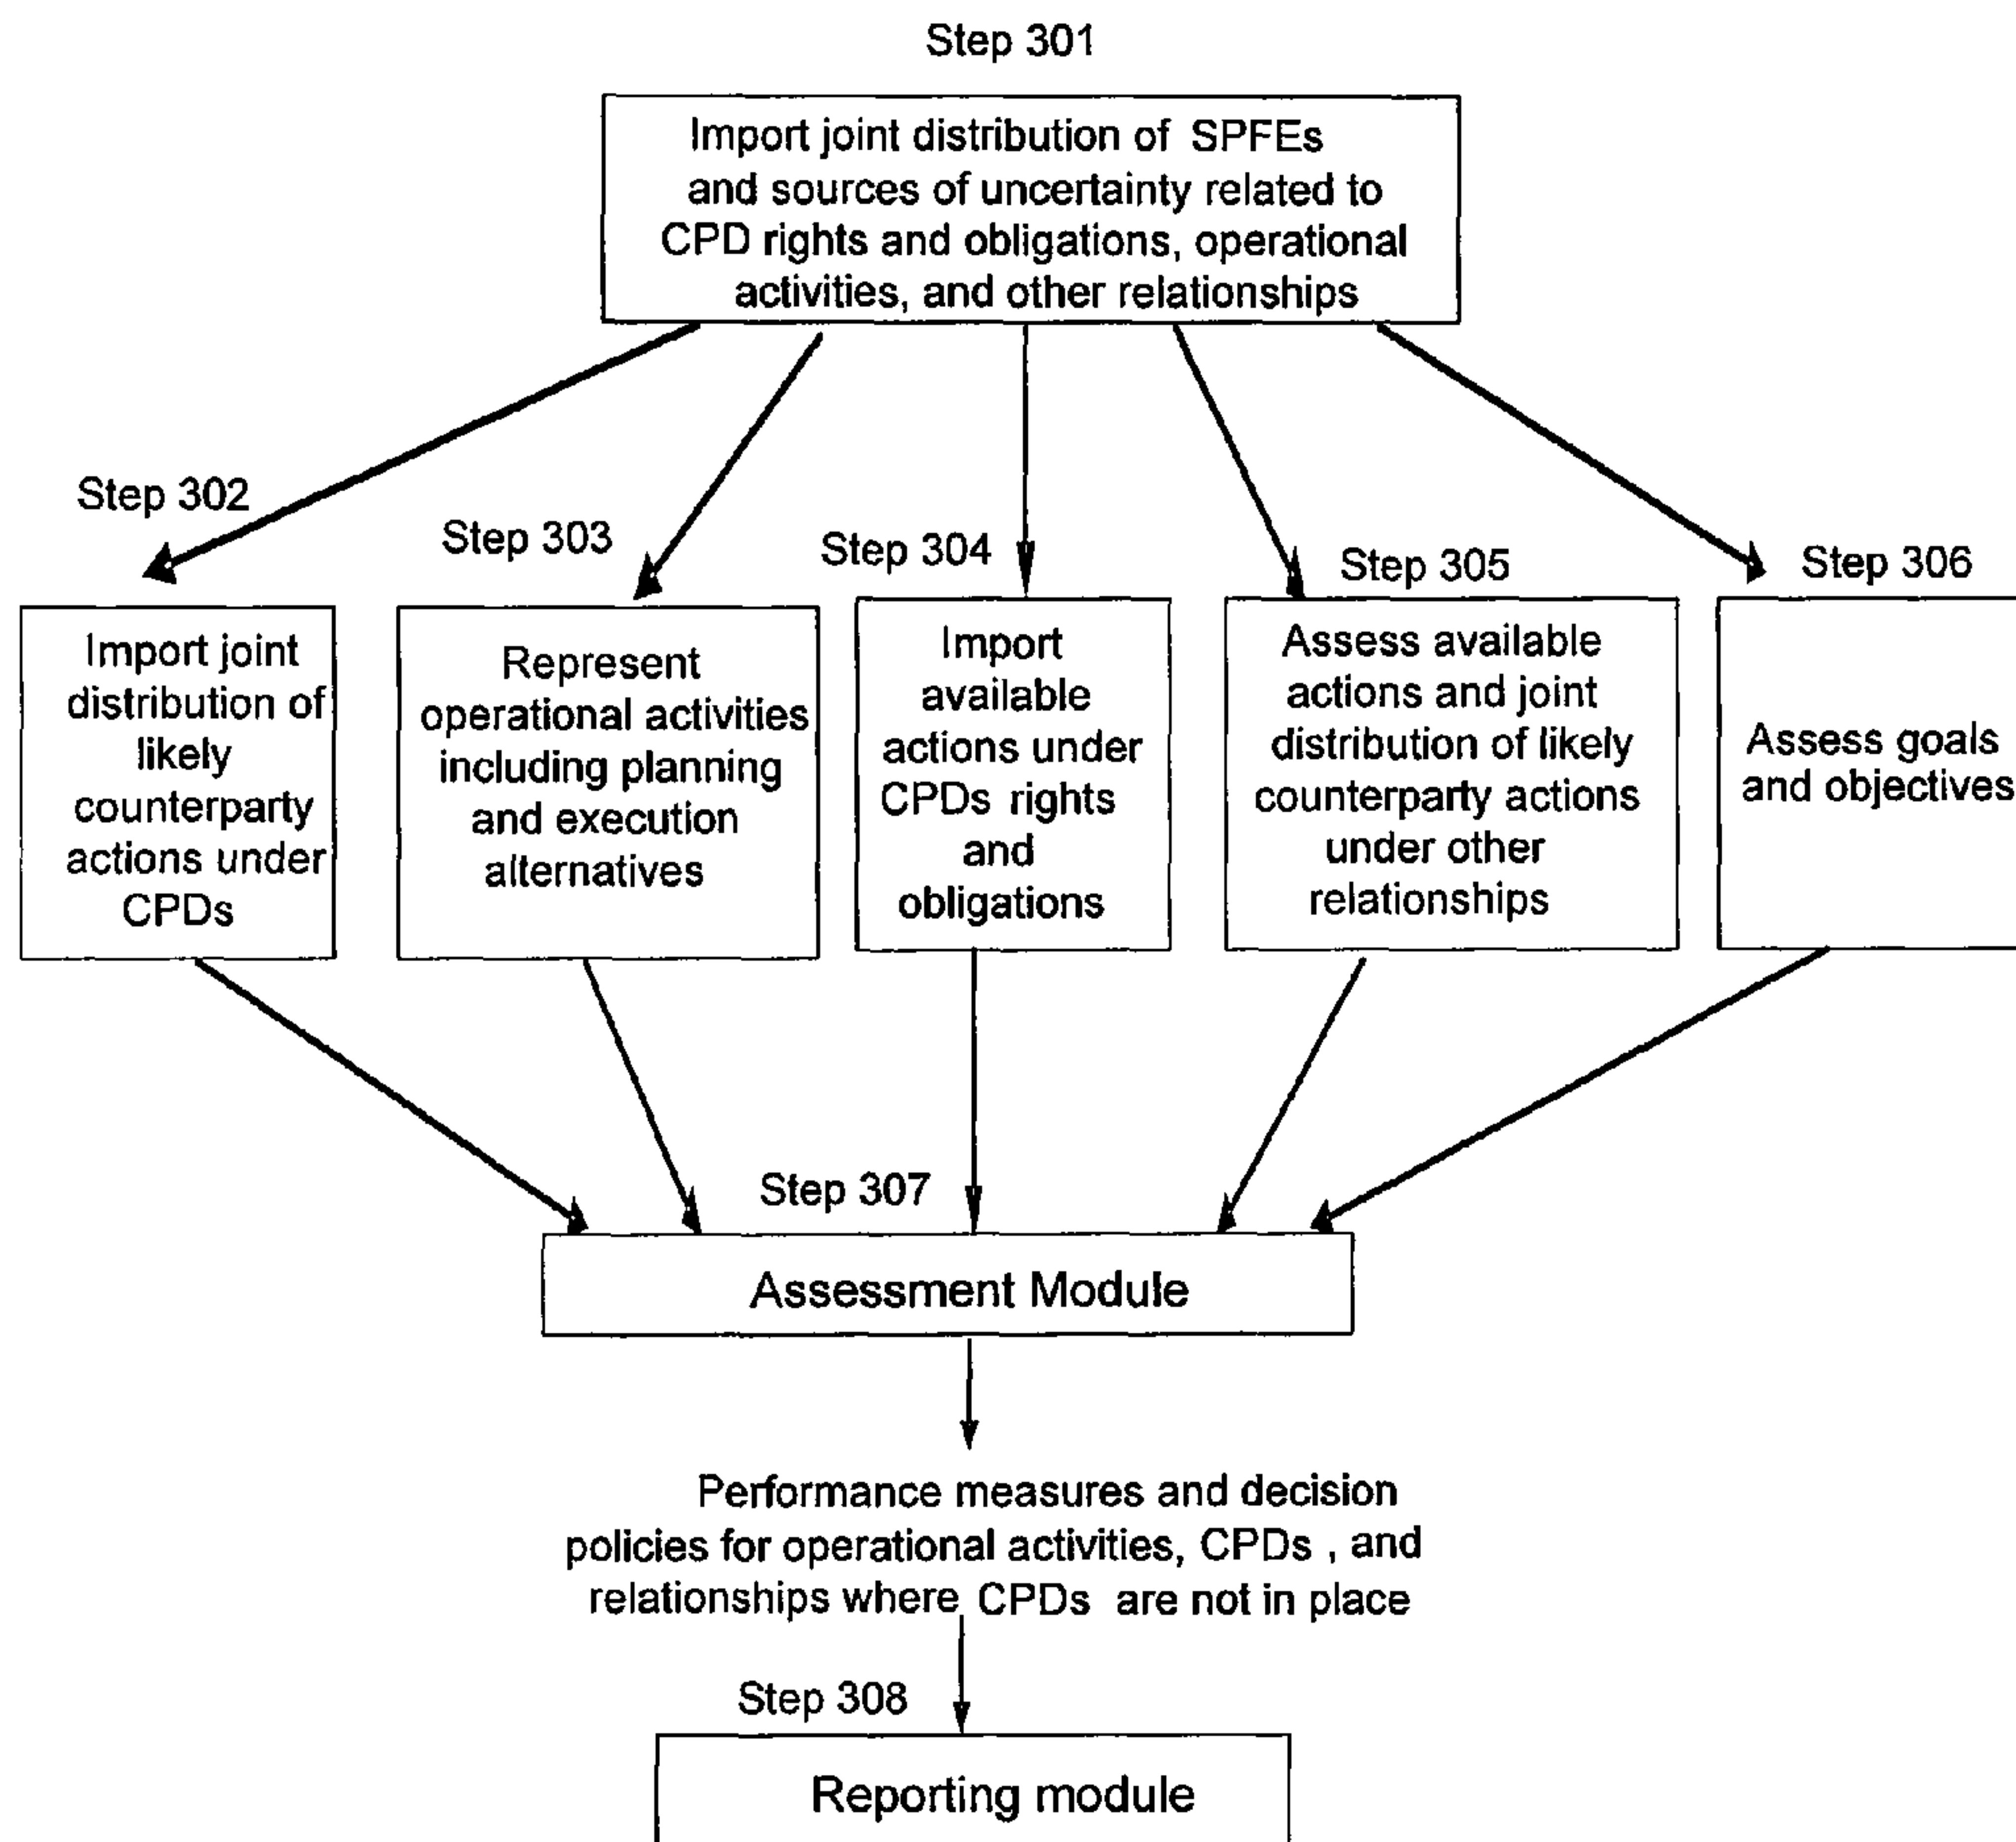 Step 301
Import joint distribution of SPFEs
and sources of uncertainty related to
CPD rights and obligations, operational
activities, and other relationships
Step 302
Import joint
distribution of
likely
counterparty
actions under
CPDs
Step 303
Represent
operational activities
including planning
and execution
alternatives
Step 304
Import
available
actions under
CPDs rights
and
obligations
Step 305
Assess available
actions and joint
distribution of likely
counterparty actions
under other
relationships
Step 306
Assess goals
and objectives
Step 307
Assessment Module
Performance measures and decision
policies for operational activities, CPDs , and
relationships where CPDs are not in place
Step 308
Reporting module